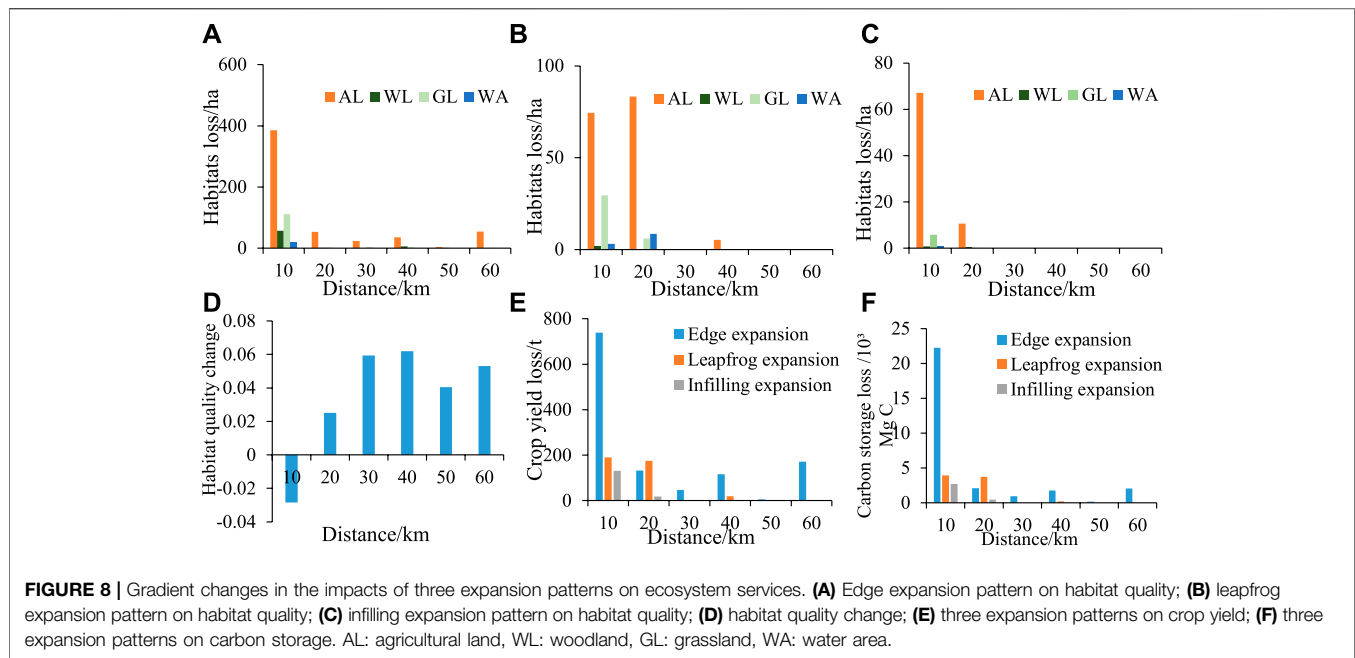 A
Habitats loss/ha
600
400
200
0
AL WL GL WA
10 20 30 40 50 60
Distance/km
B
Habitats loss/ha
100
50
0
AL WL GL WA
10 20 30 40 50 60
Distance/km
C
Habitats loss/ha
80
60
40
20
0
AL WL GL WA
10 20 30 40 50 60
Distance/km
D
Habitat quality change
0.08
0.06
0.04
0.02
0
-0.02
-0.04
10 20 30 40 50 60
Distance/km
E
Crop yield loss/t
800
600
400
200
0
Edge expansion
Leapfrog expansion
Infilling expansion
10 20 30 40 50 60
Distance/km
F
Carbon storage loss /10³
Mg C
25
20
15
10
5
0
Edge expansion
Leapfrog expansion
Infilling expansion
10 20 30 40 50 60
Distance/km
FIGURE 8 | Gradient changes in the impacts of three expansion patterns on ecosystem services. (A) Edge expansion pattern on habitat quality; (B) leapfrog
expansion pattern on habitat quality; (C) infilling expansion pattern on habitat quality; (D) habitat quality change; (E) three expansion patterns on crop yield; (F) three
expansion patterns on carbon storage. AL: agricultural land, WL: woodland, GL: grassland, WA: water area.